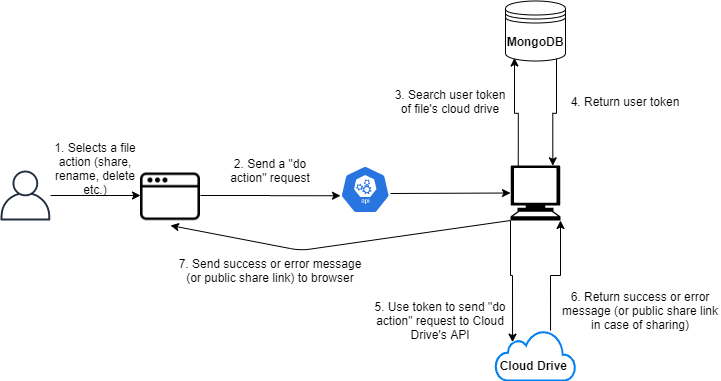 MongoDB
3. Search user token
of file's cloud drive
4. Return user token
1. Selects a file
action (share,
rename, delete
etc.)
2. Send a "do
action" request
api
7. Send success or error message
(or public share link) to browser
5. Use token to send "do
action" request to Cloud
Drive's API
6. Return success or error
message (or public share link
in case of sharing)
Cloud Drive